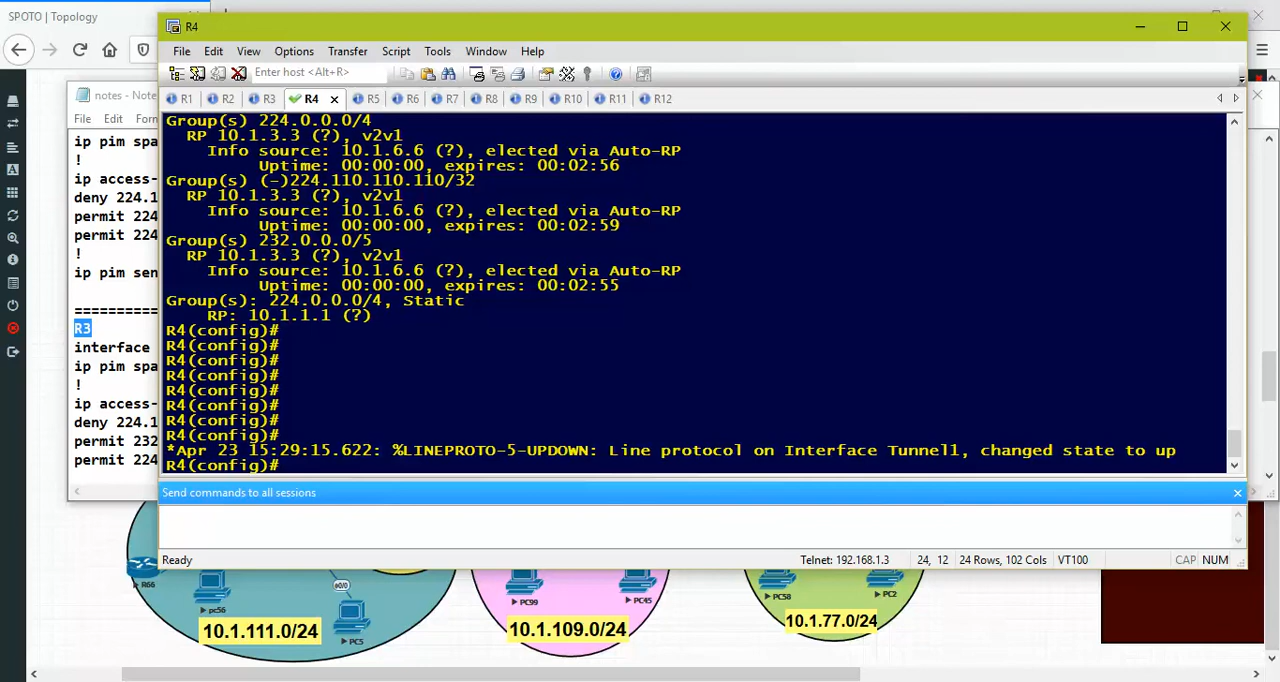 SPOTO | Topology
R4
File Edit View Options Transfer Script Tools Window Help
Enter host <Alt+R>
notes - Note
R1 R2 R3 R4 R5 R6 R7 R8 R9 R10 R11 R12
File Edit Form
ip pim spa
!
ip access-
deny 224.1
permit 224
permit 224
!
ip pim sen
==========
R3
interface
ip pim spa
!
ip access-
deny 224.1
permit 232
permit 224
Group(s) 224.0.0.0/4
RP 10.1.3.3 (?), v2v1
Info source: 10.1.6.6 (?), elected via Auto-RP
Uptime: 00:00:00, expires: 00:02:56
Group(s) (-)224.110.110.110/32
RP 10.1.3.3 (?), v2v1
Info source: 10.1.6.6 (?), elected via Auto-RP
Uptime: 00:00:00, expires: 00:02:59
Group(s) 232.0.0.0/5
RP 10.1.3.3 (?), v2v1
Info source: 10.1.6.6 (?), elected via Auto-RP
Uptime: 00:00:00, expires: 00:02:55
Group(s): 224.0.0.0/4, Static
RP: 10.1.1.1 (?)
R4(config)#
R4(config)#
R4(config)#
R4(config)#
R4(config)#
R4(config)#
R4(config)#
R4(config)#
*Apr 23 15:29:15.622: %LINEPROTO-5-UPDOWN: Line protocol on Interface Tunnel1, changed state to up
R4(config)#
Send commands to all sessions
Ready Telnet: 192.168.1.3 24, 12 24 Rows, 102 Cols VT100 CAP NUM
R66 pc56 e0/0 PC5 PC99 PC45 PC58 PC2
10.1.111.0/24 10.1.109.0/24 10.1.77.0/24